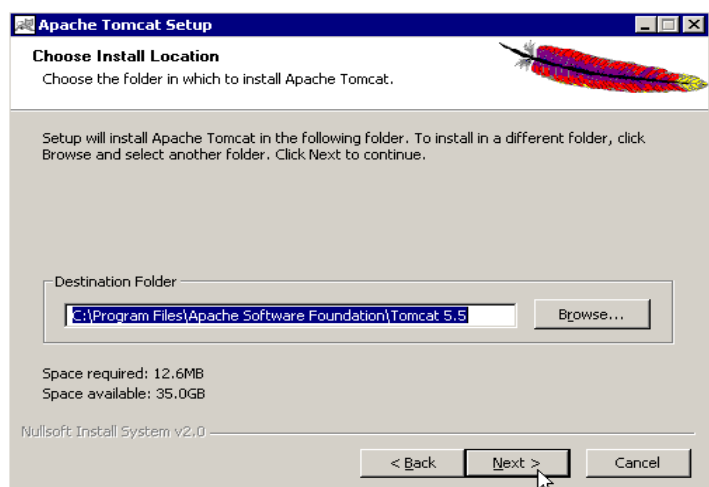 Apache Tomcat Setup
Choose Install Location
Choose the folder in which to install Apache Tomcat.
Setup will install Apache Tomcat in the following folder. To install in a different folder, click
Browse and select another folder. Click Next to continue.
Destination Folder
C:\Program Files\Apache Software Foundation\Tomcat 5.5
Browse...
Space required: 12.6MB
Space available: 35.0GB
Nullsoft Install System v2.0
< Back Next > Cancel